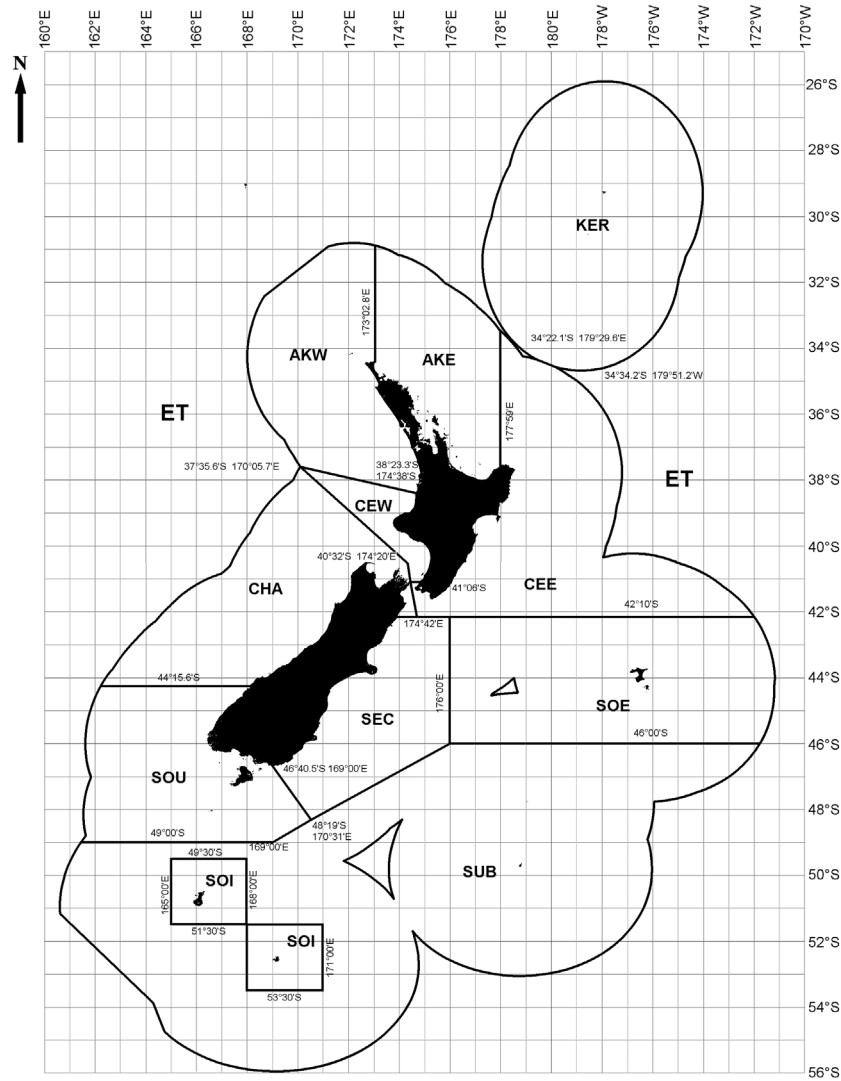 160°E
162°E
164°E
166°E
168°E
170°E
172°E
174°E
176°E
178°E
180°E
178°W
176°W
174°W
172°W
170°W
N
26°S
28°S
30°S
32°S
34°S
36°S
38°S
40°S
42°S
44°S
46°S
48°S
50°S
52°S
54°S
56°S
KER
173°02.8'E
34°22.1'S 179°29.6'E
AKW
AKE
34°34.2'S 179°51.2'W
ET
177°59'E
37°35.6'S 170°05.7'E
38°23.3'S
174°38'S
ET
CEW
40°32'S 174°20'E
CHA
41°06'S
CEE
42°10'S
174°42'E
44°15.6'S
176°00'E
SEC
SOE
46°00'S
46°40.5'S 169°00'E
SOU
48°19'S
170°31'E
49°00'S
169°00'E
49°30'S
165°00'E
SOI
168°00'E
SUB
51°30'S
SOI
171°00'E
53°30'S